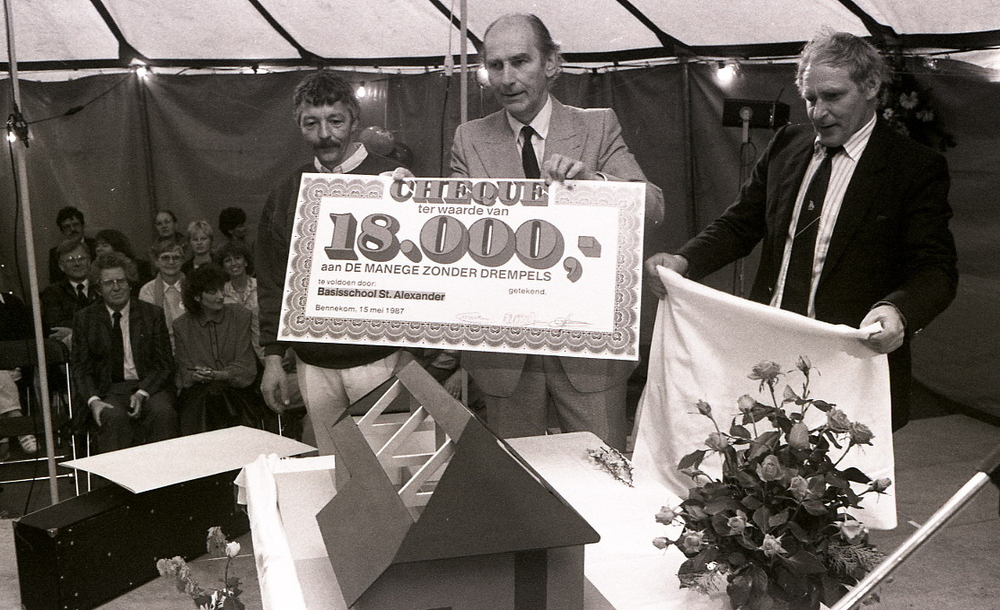 CHEQUE
ter waarde van
18.000,-
aan DE MANEGE ZONDER DREMPELS
te voldoen door:
Basisschool St. Alexander
getekend.
Bennekom, 15 mei 1987